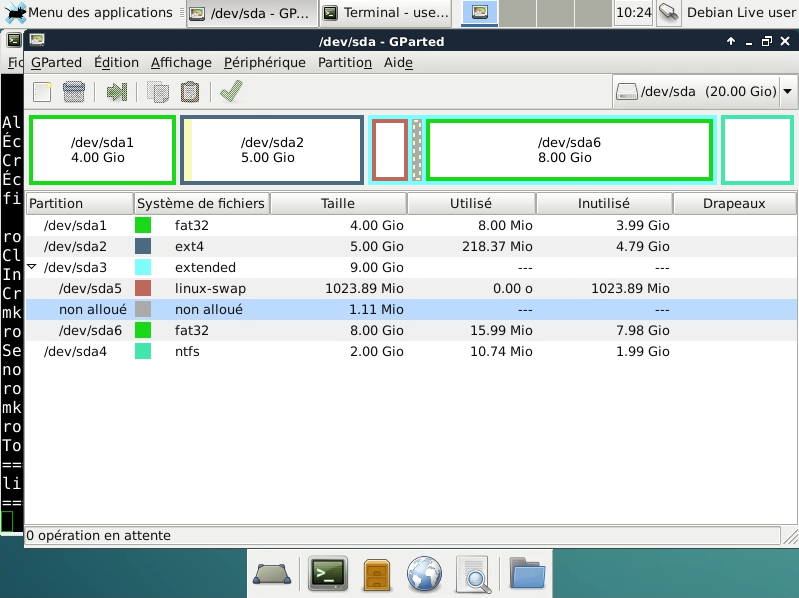 Menu des applications /dev/sda - GP... Terminal - use... 10:24 Debian Live user
/dev/sda - GParted
GParted Édition Affichage Périphérique Partition Aide
/dev/sda (20.00 Gio)
/dev/sda1 /dev/sda2 /dev/sda6
4.00 Gio 5.00 Gio 8.00 Gio
Partition Système de fichiers Taille Utilisé Inutilisé Drapeaux
/dev/sda1 fat32 4.00 Gio 8.00 Mio 3.99 Gio
/dev/sda2 ext4 5.00 Gio 218.37 Mio 4.79 Gio
/dev/sda3 extended 9.00 Gio --- ---
/dev/sda5 linux-swap 1023.89 Mio 0.00 o 1023.89 Mio
non alloué non alloué 1.11 Mio --- ---
/dev/sda6 fat32 8.00 Gio 15.99 Mio 7.98 Gio
/dev/sda4 ntfs 2.00 Gio 10.74 Mio 1.99 Gio
0 opération en attente
Fic
Al
Éc
Cr
Éc
fi
ro
Cl
In
Cr
mk
ro
Se
no
ro
mk
ro
To
==
li
==